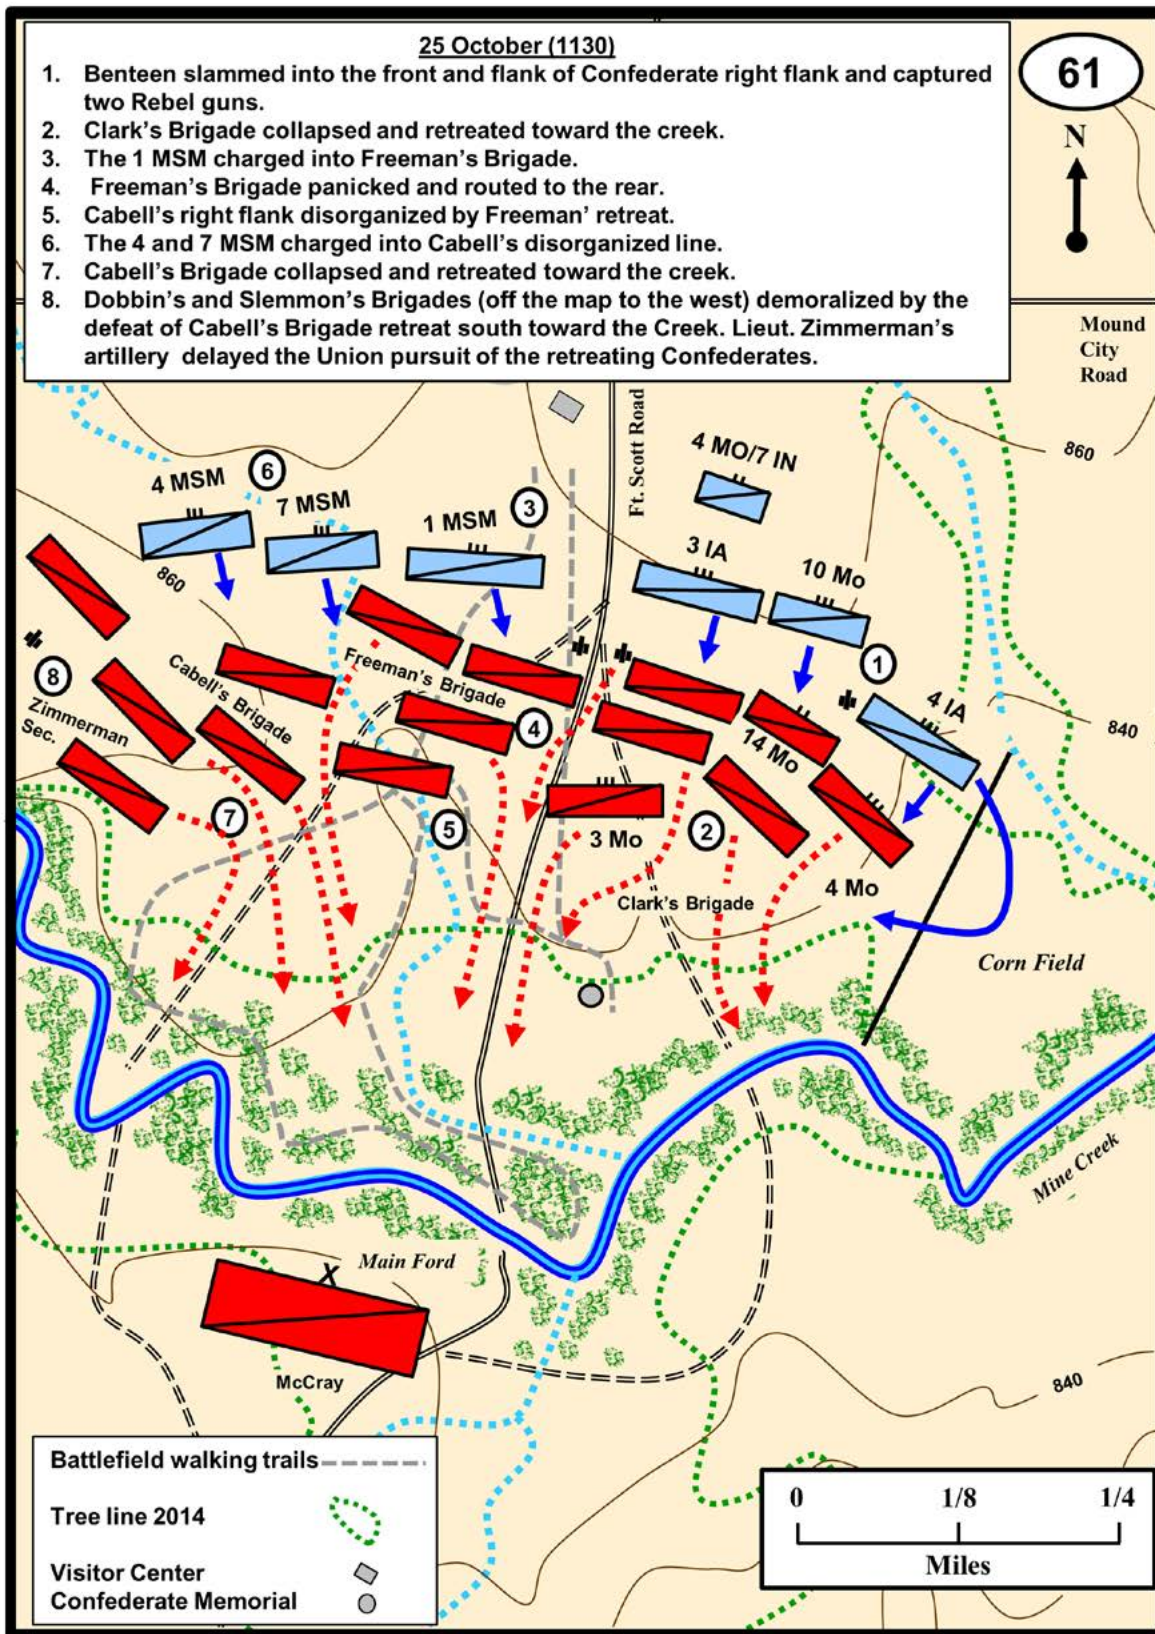 25 October (1130)
1. Benteen slammed into the front and flank of Confederate right flank and captured
two Rebel guns.
2. Clark's Brigade collapsed and retreated toward the creek.
3. The 1 MSM charged into Freeman's Brigade.
4. Freeman's Brigade panicked and routed to the rear.
5. Cabell's right flank disorganized by Freeman' retreat.
6. The 4 and 7 MSM charged into Cabell's disorganized line.
7. Cabell's Brigade collapsed and retreated toward the creek.
8. Dobbin's and Slemmon's Brigades (off the map to the west) demoralized by the
defeat of Cabell's Brigade retreat south toward the Creek. Lieut. Zimmerman's
artillery delayed the Union pursuit of the retreating Confederates.
61
N
Mound
City
Road
Ft. Scott Road
860
4 MO/7 IN
4 MSM
6
7 MSM
1 MSM
3
3 IA
10 Mo
860
1
4 IA
840
8
Zimmerman
Sec.
Cabell's Brigade
Freeman's Brigade
4
14 Mo
7
5
3 Mo
2
4 Mo
Clark's Brigade
Corn Field
Mine Creek
Main Ford
X
McCray
840
Battlefield walking trails
Tree line 2014
Visitor Center
Confederate Memorial
0 1/8 1/4
Miles